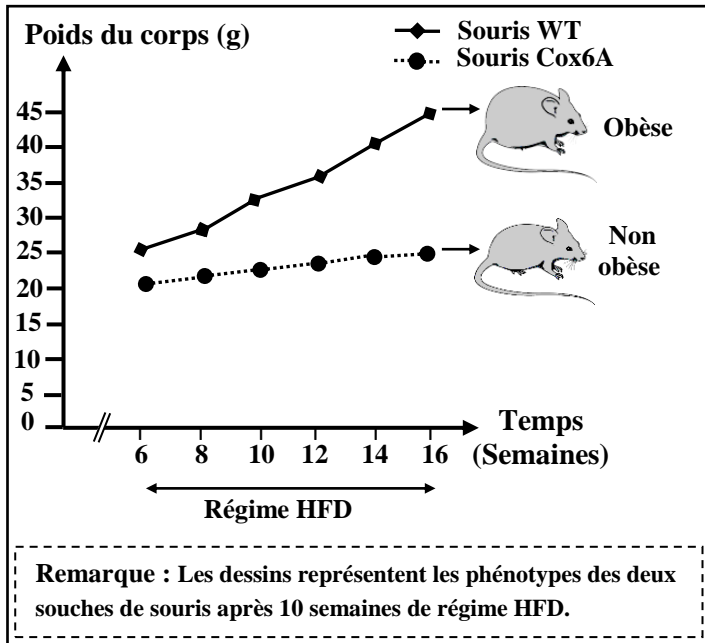 Poids du corps (g)
Souris WT
Souris Cox6A
45
40
35
30
25
20
15
10
5
0
Obèse
Non
obèse
6 8 10 12 14 16
Temps
(Semaines)
Régime HFD
Remarque : Les dessins représentent les phénotypes des deux
souches de souris après 10 semaines de régime HFD.